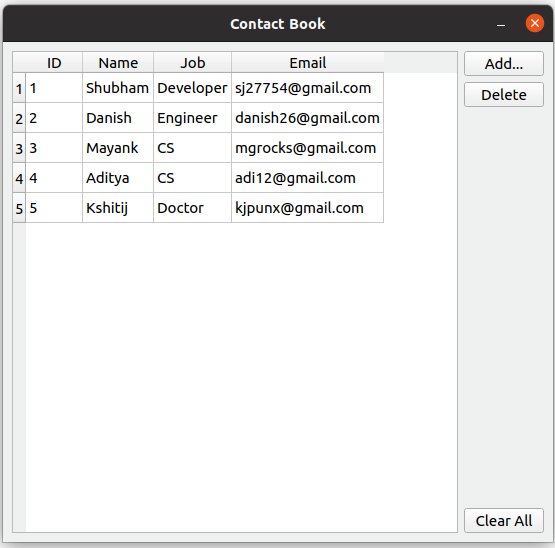 Contact Book
ID Name Job Email Add...
1 1 Shubham Developer sj27754@gmail.com
Delete
2 2 Danish Engineer danish26@gmail.com
3 3 Mayank CS mgrocks@gmail.com
4 4 Aditya CS adi12@gmail.com
5 5 Kshitij Doctor kjpunx@gmail.com
Clear All